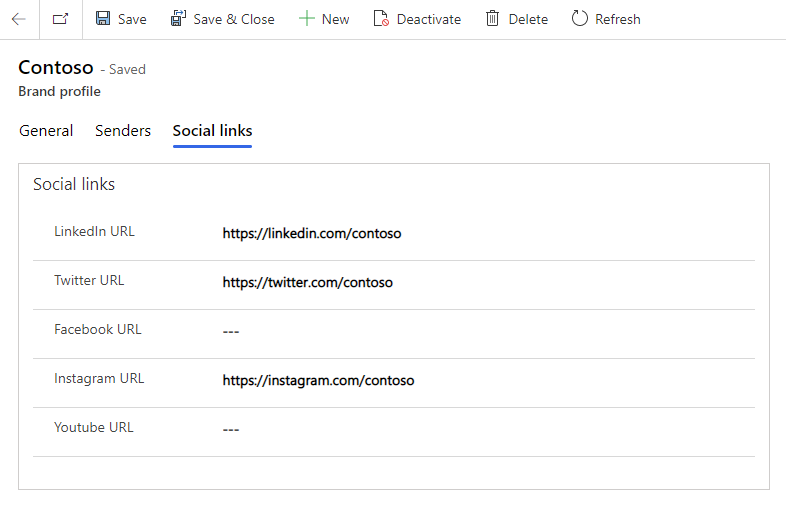 Save Save & Close New Deactivate Delete Refresh
Contoso - Saved
Brand profile
General Senders Social links
Social links
LinkedIn URL https://linkedin.com/contoso
Twitter URL https://twitter.com/contoso
Facebook URL ---
Instagram URL https://instagram.com/contoso
Youtube URL ---